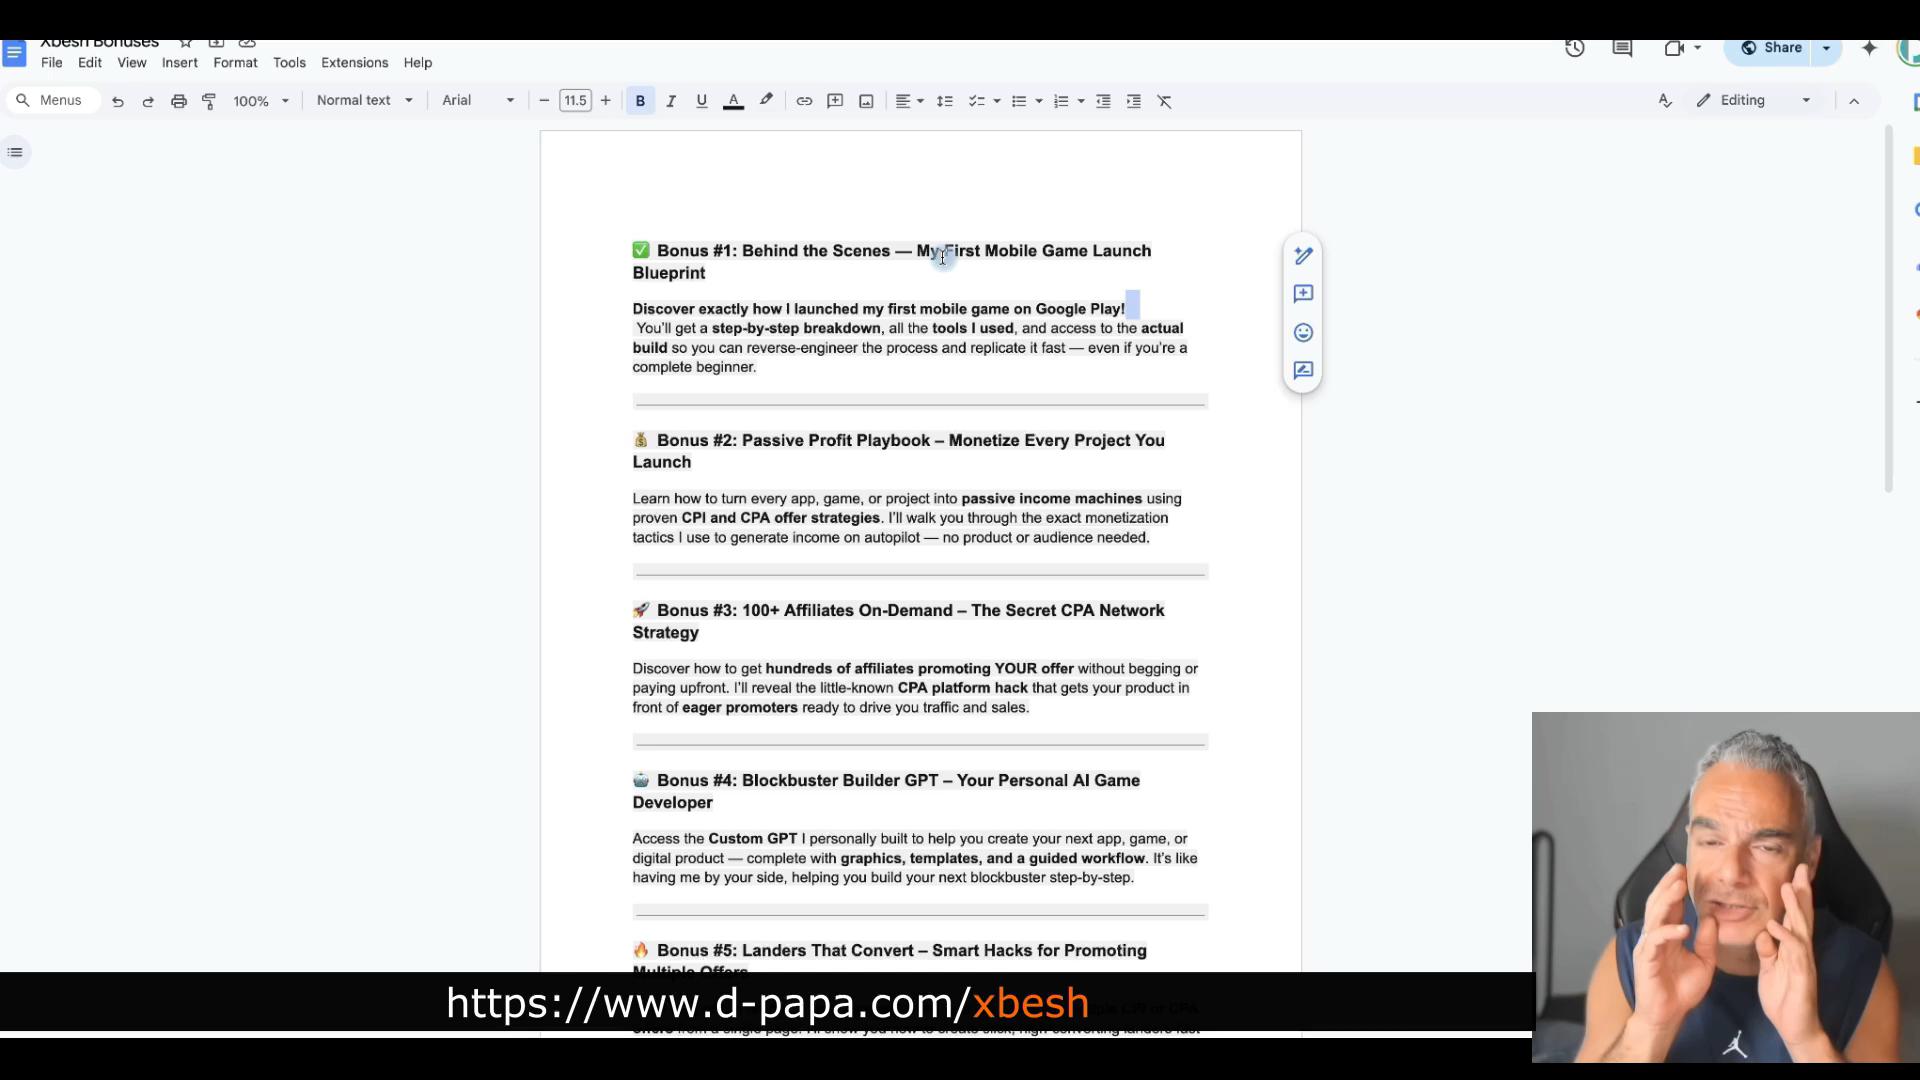 Xbesh Bonuses
Share
File Edit View Insert Format Tools Extensions Help
Menus 100% Normal text Arial 11.5 B I U A Editing
✅ Bonus #1: Behind the Scenes — My First Mobile Game Launch
Blueprint
Discover exactly how I launched my first mobile game on Google Play!
You’ll get a step-by-step breakdown, all the tools I used, and access to the actual
build so you can reverse-engineer the process and replicate it fast — even if you’re a
complete beginner.
💰 Bonus #2: Passive Profit Playbook – Monetize Every Project You
Launch
Learn how to turn every app, game, or project into passive income machines using
proven CPI and CPA offer strategies. I’ll walk you through the exact monetization
tactics I use to generate income on autopilot — no product or audience needed.
🚀 Bonus #3: 100+ Affiliates On-Demand – The Secret CPA Network
Strategy
Discover how to get hundreds of affiliates promoting YOUR offer without begging or
paying upfront. I’ll reveal the little-known CPA platform hack that gets your product in
front of eager promoters ready to drive you traffic and sales.
🤖 Bonus #4: Blockbuster Builder GPT – Your Personal AI Game
Developer
Access the Custom GPT I personally built to help you create your next app, game, or
digital product — complete with graphics, templates, and a guided workflow. It’s like
having me by your side, helping you build your next blockbuster step-by-step.
🔥 Bonus #5: Landers That Convert – Smart Hacks for Promoting
Multiple Offers
https://www.d-papa.com/xbesh